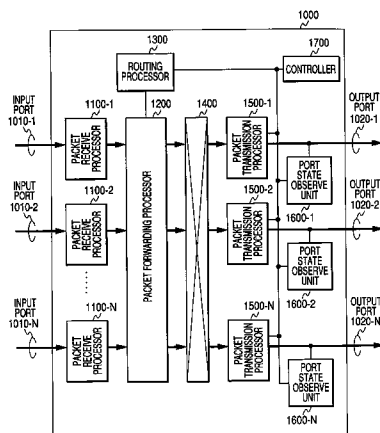 1000
1300
ROUTING
PROCESSOR
1700
CONTROLLER
INPUT
PORT
1010-1
1100-1
PACKET
RECEIVE
PROCESSOR
1200
PACKET FORWARDING PROCESSOR
1400
1500-1
PACKET
TRANSMISSION
PROCESSOR
OUTPUT
PORT
1020-1
PORT STATE
OBSERVE
UNIT
1600-1
INPUT
PORT
1010-2
1100-2
PACKET
RECEIVE
PROCESSOR
1500-2
PACKET
TRANSMISSION
PROCESSOR
OUTPUT
PORT
1020-2
PORT STATE
OBSERVE
UNIT
1600-2
INPUT
PORT
1010-N
1100-N
PACKET
RECEIVE
PROCESSOR
1500-N
PACKET
TRANSMISSION
PROCESSOR
OUTPUT
PORT
1020-N
PORT STATE
OBSERVE
UNIT
1600-N